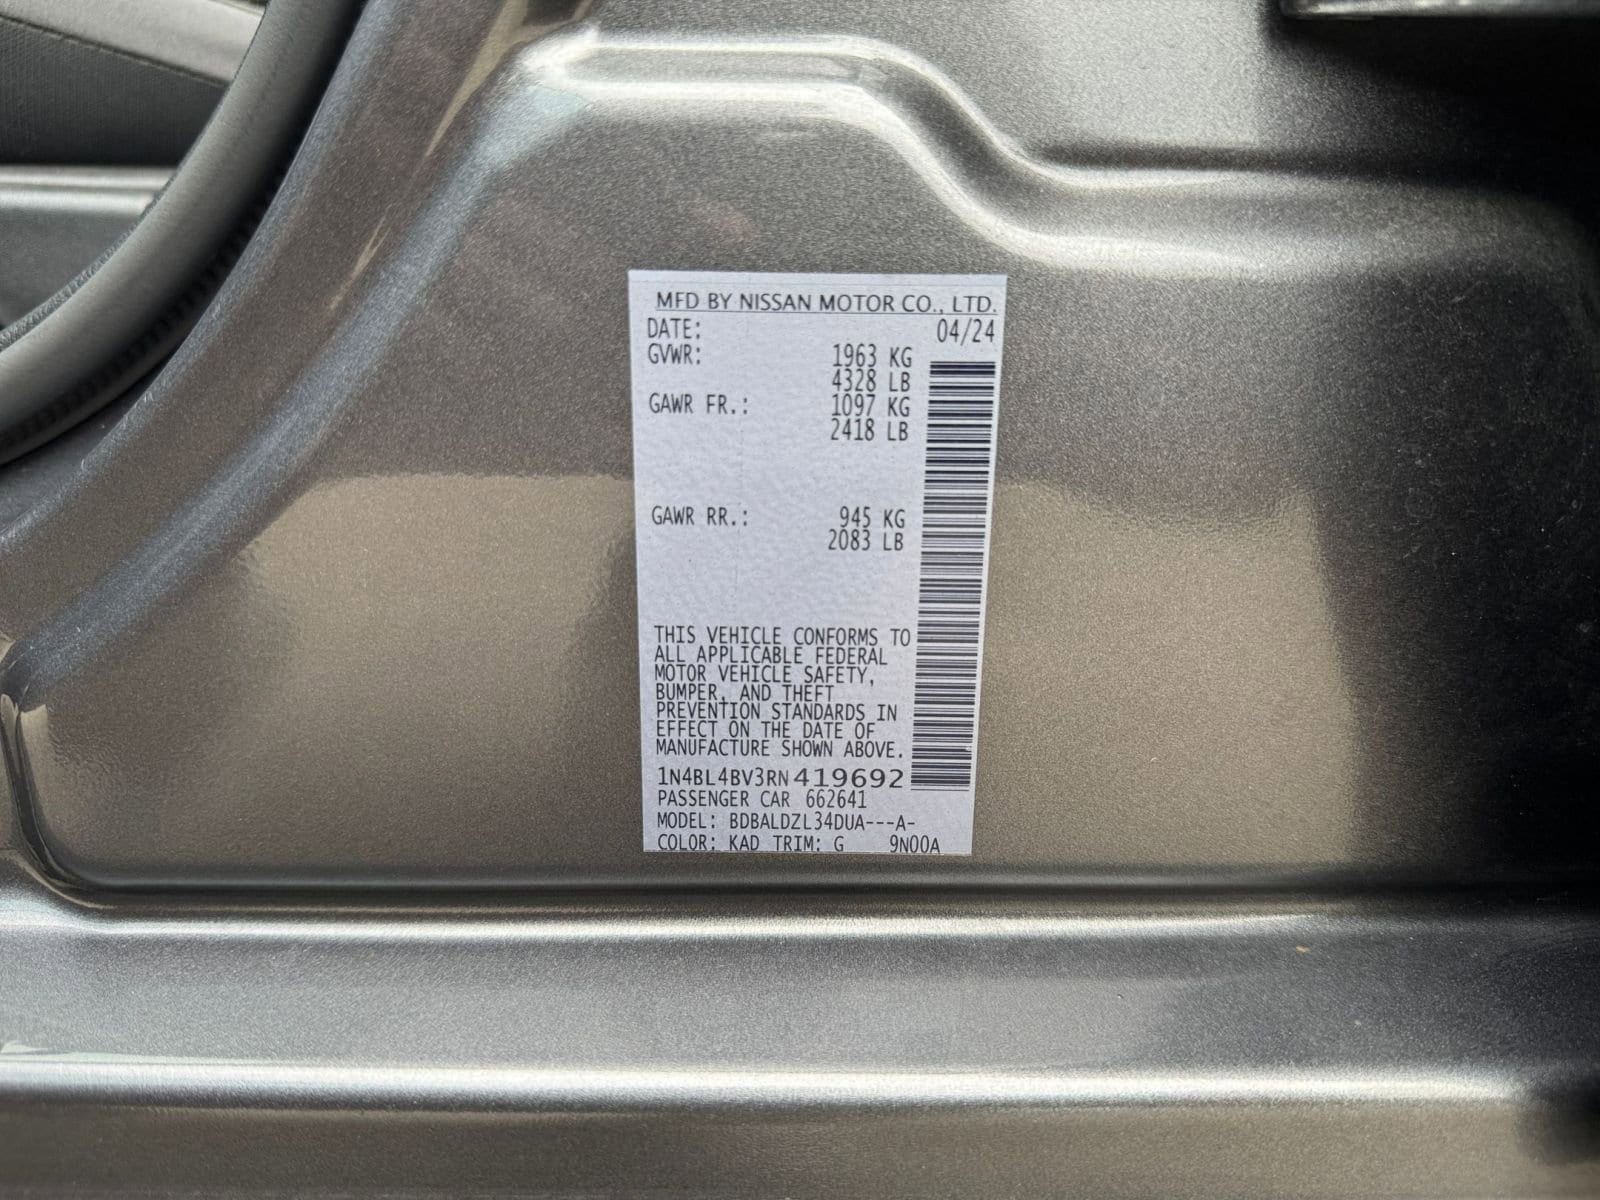 MFD BY NISSAN MOTOR CO., LTD.
DATE: 04/24
GVWR: 1963 KG
4328 LB
GAWR FR.: 1097 KG
2418 LB
GAWR RR.: 945 KG
2083 LB
THIS VEHICLE CONFORMS TO
ALL APPLICABLE FEDERAL
MOTOR VEHICLE SAFETY,
BUMPER, AND THEFT
PREVENTION STANDARDS IN
EFFECT ON THE DATE OF
MANUFACTURE SHOWN ABOVE.
1N4BL4BV3RN419692
PASSENGER CAR 662641
MODEL: BDBALDZL34DUA---A-
COLOR: KAD TRIM: G 9N00A